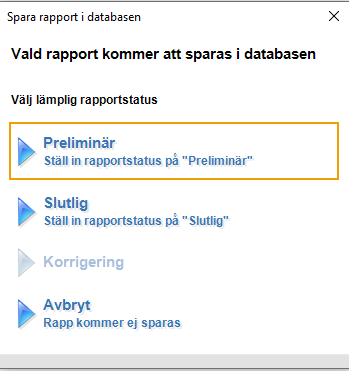 Spara rapport i databasen
Vald rapport kommer att sparas i databasen
Välj lämplig rapportstatus
Preliminär
Ställ in rapportstatus på "Preliminär"
Slutlig
Ställ in rapportstatus på "Slutlig"
Korrigering
Avbryt
Rapp kommer ej sparas